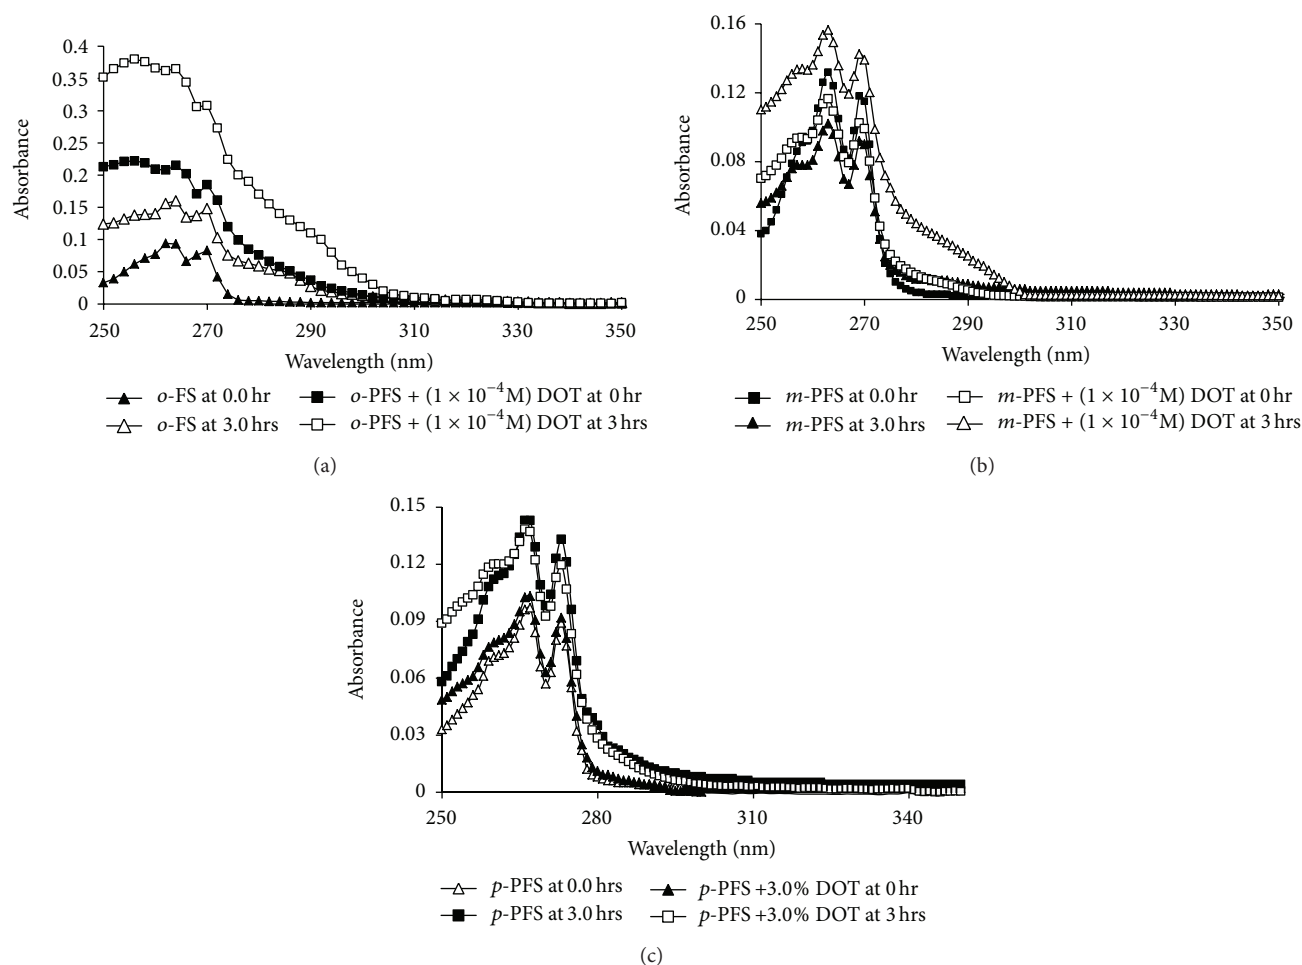 0.4
0.35
0.3
0.25
0.2
0.15
0.1
0.05
0
Absorbance
250 270 290 310 330 350
Wavelength (nm)
o-FS at 0.0 hr
o-PFS + (1 × 10⁻⁴M) DOT at 0 hr
o-FS at 3.0 hrs
o-PFS + (1 × 10⁻⁴M) DOT at 3 hrs
(a)
0.16
0.12
0.08
0.04
0
Absorbance
250 270 290 310 330 350
Wavelength (nm)
m-PFS at 0.0 hr
m-PFS + (1 × 10⁻⁴M) DOT at 0hr
m-PFS at 3.0 hrs
m-PFS + (1 × 10⁻⁴M) DOT at 3 hrs
(b)
0.15
0.12
0.09
0.06
0.03
0
Absorbance
250 280 310 340
Wavelength (nm)
p-PFS at 0.0 hrs
p-PFS +3.0% DOT at 0 hr
p-PFS at 3.0 hrs
p-PFS +3.0% DOT at 3 hrs
(c)